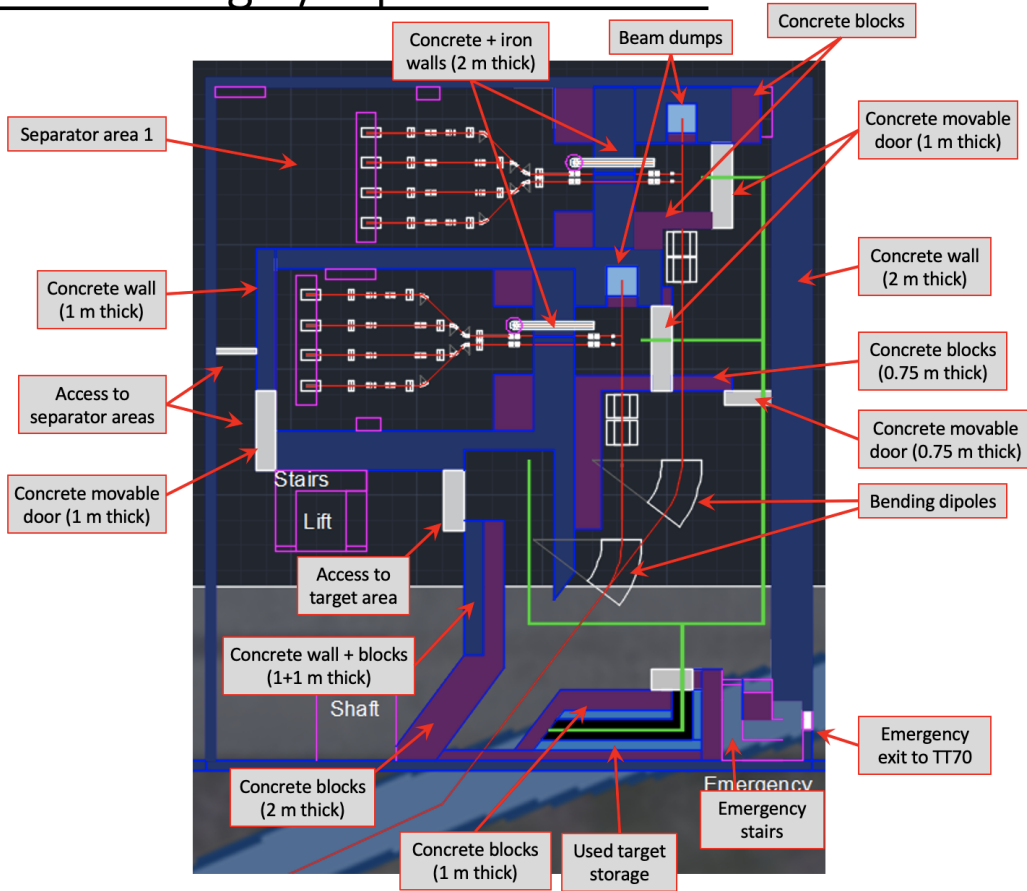 Concrete blocks
Concrete + iron
walls (2 m thick)
Beam dumps
Separator area 1
Concrete movable
door (1 m thick)
Concrete wall
(1 m thick)
Concrete wall
(2 m thick)
Concrete blocks
(0.75 m thick)
Access to
separator areas
Concrete movable
door (0.75 m thick)
Concrete movable
door (1 m thick)
Stairs
Lift
Bending dipoles
Access to
target area
Concrete wall + blocks
(1+1 m thick)
Shaft
Emergency
exit to TT70
Concrete blocks
(2 m thick)
Emergency
Emergency
stairs
Concrete blocks
(1 m thick)
Used target
storage